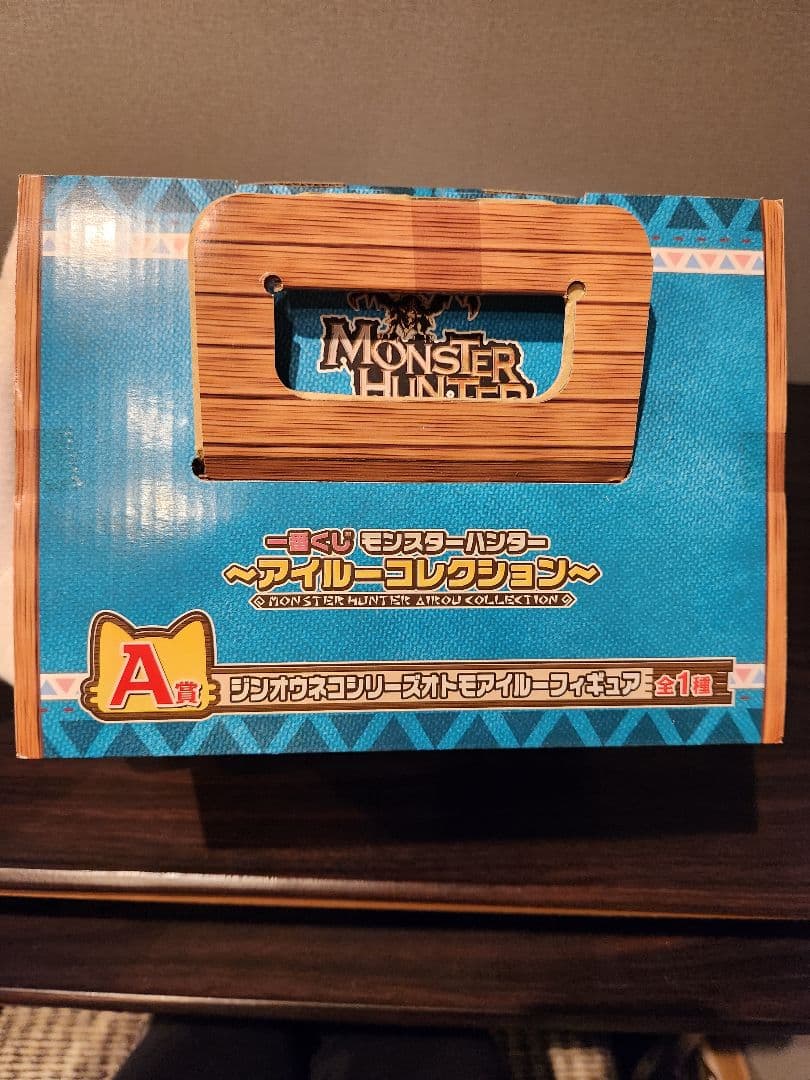 MONSTER
HUNTER
一番くじ モンスターハンター
～アイルーコレクション～
MONSTER HUNTER AIROU COLLECTION
A賞 ジンオウネコシリーズオトモアイルーフィギュア 全1種